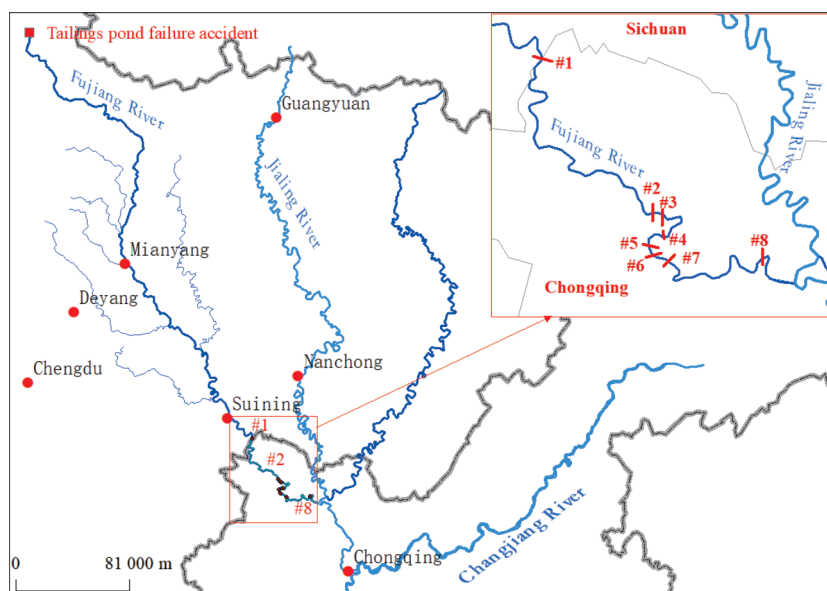 Tailings pond failure accident
Fujiang River
Guangyuan
Jialing River
Mianyang
Deyang
Chengdu
Nanchong
Suining
#1
#2
#8
Chongqing
Changjiang River
0 81 000 m
Sichuan
#1
Jialing River
Fujiang River
#2
#3
#4
#5
#6
#7
#8
Chongqing